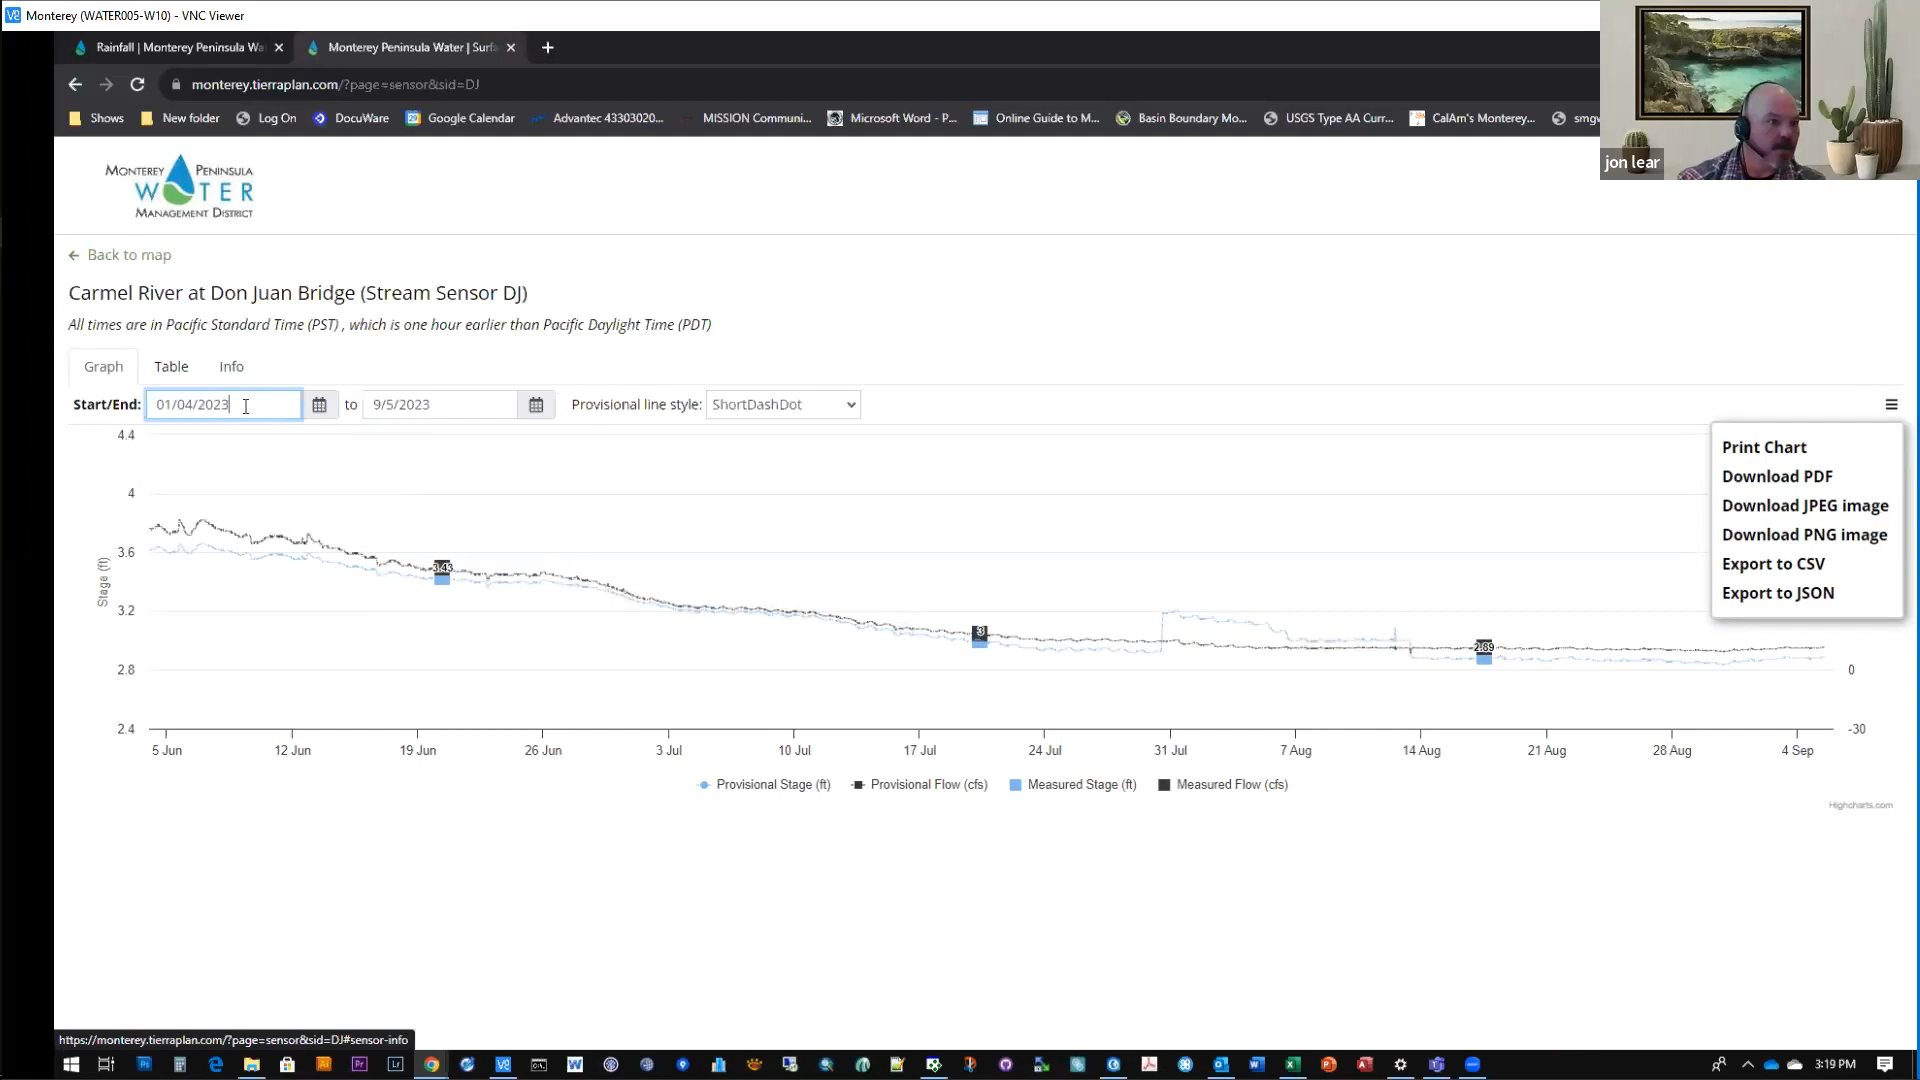 Monterey (WATER005-W10) - VNC Viewer
Rainfall | Monterey Peninsula Wa
Monterey Peninsula Water | Surf
monterey.tierraplan.com/?page=sensor&sid=DJ
Shows
New folder
Log On
DocuWare
Google Calendar
Advantec 43303020...
MISSION Communi...
Microsoft Word - P...
Online Guide to M...
Basin Boundary Mo...
USGS Type AA Curr...
CalAm's Monterey...
smgw
jon lear
MONTEREY PENINSULA
WATER
MANAGEMENT DISTRICT
Back to map
Carmel River at Don Juan Bridge (Stream Sensor DJ)
All times are in Pacific Standard Time (PST) , which is one hour earlier than Pacific Daylight Time (PDT)
Graph
Table
Info
Start/End: 01/04/2023 to 9/5/2023 Provisional line style: ShortDashDot
Print Chart
Download PDF
Download JPEG image
Download PNG image
Export to CSV
Export to JSON
4.4
4
3.6
3.2
2.8
2.4
Stage (ft)
3.43
3
2.89
0
-30
5 Jun
12 Jun
19 Jun
26 Jun
3 Jul
10 Jul
17 Jul
24 Jul
31 Jul
7 Aug
14 Aug
21 Aug
28 Aug
4 Sep
Provisional Stage (ft)
Provisional Flow (cfs)
Measured Stage (ft)
Measured Flow (cfs)
Highcharts.com
https://monterey.tierraplan.com/?page=sensor&sid=DJ#sensor-info
3:19 PM